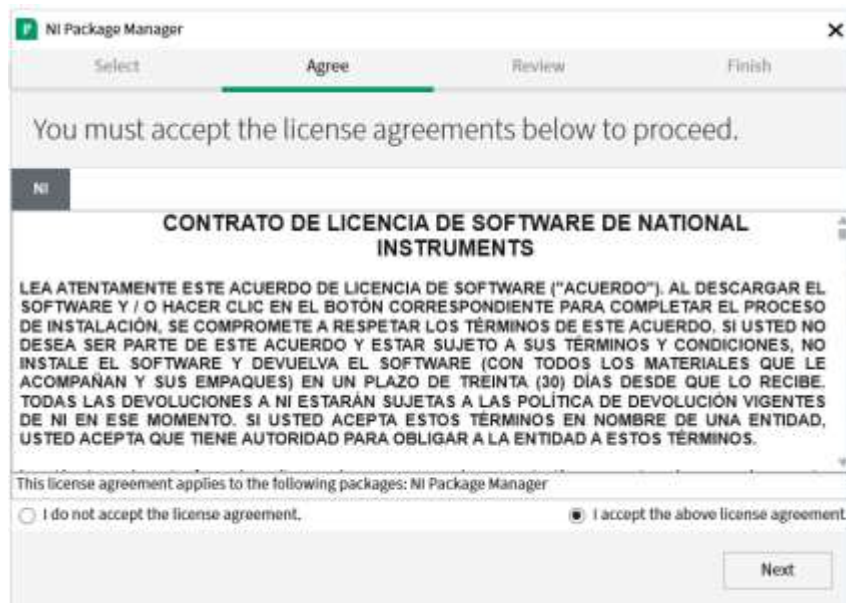 NI Package Manager
Select Agree Review Finish
You must accept the license agreements below to proceed.
NI
CONTRATO DE LICENCIA DE SOFTWARE DE NATIONAL
INSTRUMENTS
LEA ATENTAMENTE ESTE ACUERDO DE LICENCIA DE SOFTWARE ("ACUERDO"). AL DESCARGAR EL
SOFTWARE Y / O HACER CLIC EN EL BOTÓN CORRESPONDIENTE PARA COMPLETAR EL PROCESO
DE INSTALACIÓN, SE COMPROMETE A RESPETAR LOS TÉRMINOS DE ESTE ACUERDO. SI USTED NO
DESEA SER PARTE DE ESTE ACUERDO Y ESTAR SUJETO A SUS TÉRMINOS Y CONDICIONES, NO
INSTALE EL SOFTWARE Y DEVUELVA EL SOFTWARE (CON TODOS LOS MATERIALES QUE LE
ACOMPAÑAN Y SUS EMPAQUES) EN UN PLAZO DE TREINTA (30) DÍAS DESDE QUE LO RECIBE.
TODAS LAS DEVOLUCIONES A NI ESTARÁN SUJETAS A LAS POLÍTICA DE DEVOLUCIÓN VIGENTES
DE NI EN ESE MOMENTO. SI USTED ACEPTA ESTOS TÉRMINOS EN NOMBRE DE UNA ENTIDAD,
USTED ACEPTA QUE TIENE AUTORIDAD PARA OBLIGAR A LA ENTIDAD A ESTOS TÉRMINOS.
This license agreement applies to the following packages: NI Package Manager
I do not accept the license agreement. I accept the above license agreement.
Next